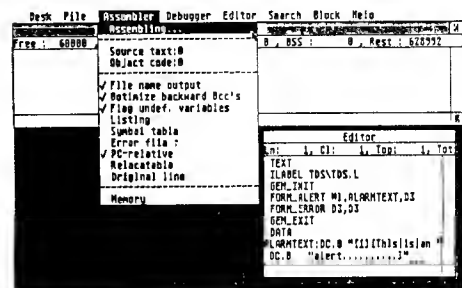 Desk File Assembler Debugger Editor Search Block Help
Assembling...
Free : 60000
0 , BSS : 0 , Rest : 628992
Source text:0
Object code:0
✓ File name output
✓ Optimize backward Bcc's
✓ Flag undef. variables
Listing
Symbol table
Error file :
✓ PC-relative
Relocatable
Original line
Memory
Editor
Ln: 1, Cl: 1, Top: 1, Tot
TEXT
ILABEL TDS\TDS.L
GEM_INIT
FORM_ALERT #1,ALARMTEXT,D3
FORM_ERROR D3,D3
GEM_EXIT
DATA
ALARMTEXT:DC.B "[1][This|is|an "
DC.B "alert..........]"